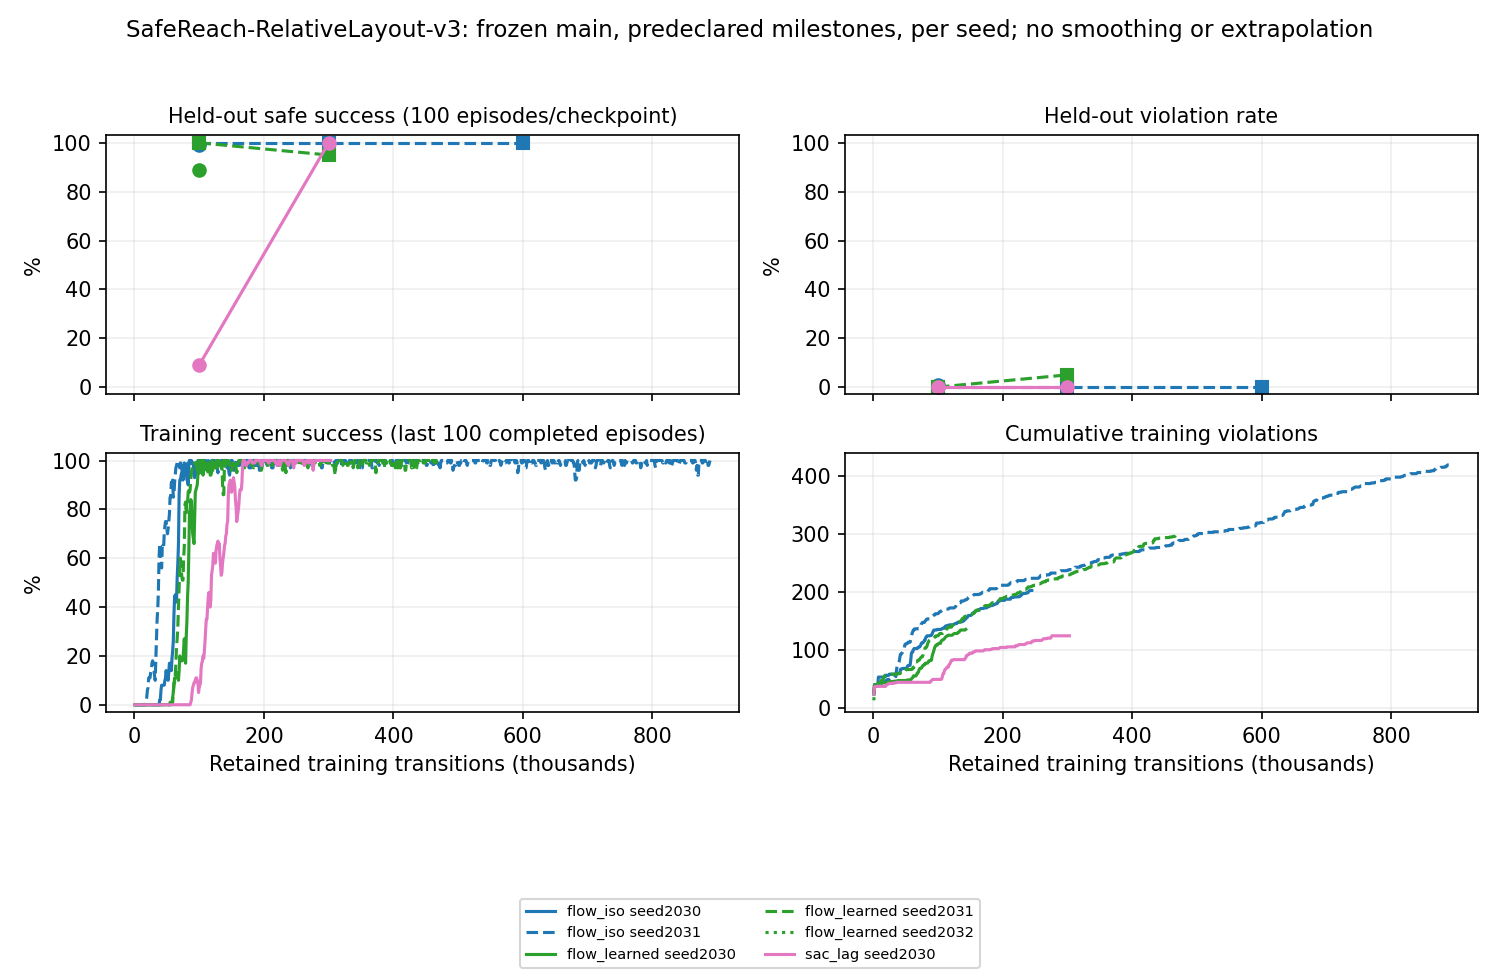 SafeReach-RelativeLayout-v3: frozen main, predeclared milestones, per seed; no smoothing or extrapolation
Held-out safe success (100 episodes/checkpoint)
%
100
80
60
40
20
0
Held-out violation rate
%
100
80
60
40
20
0
Training recent success (last 100 completed episodes)
%
100
80
60
40
20
0
0 200 400 600 800
Retained training transitions (thousands)
Cumulative training violations
400
300
200
100
0
0 200 400 600 800
Retained training transitions (thousands)
flow_iso seed2030
flow_iso seed2031
flow_learned seed2030
flow_learned seed2031
flow_learned seed2032
sac_lag seed2030